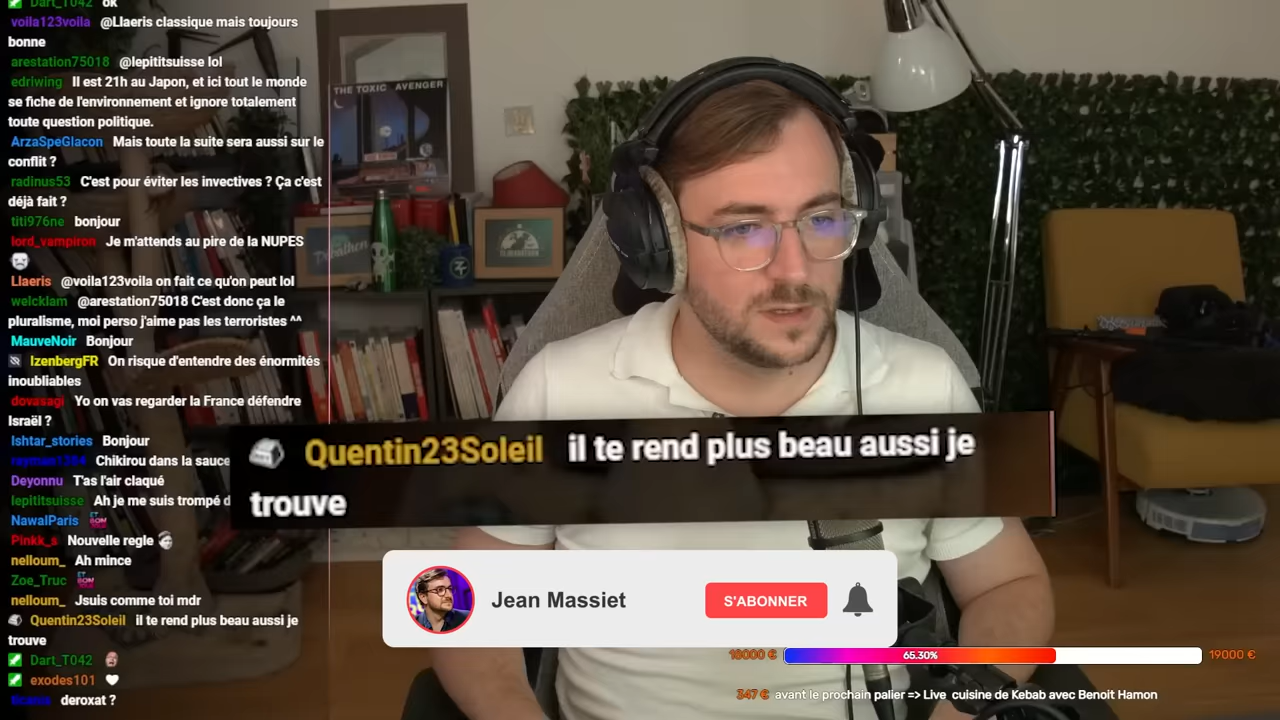 Dart_T042 ok
voila123voila @Llaeris classique mais toujours
bonne
arestation75018 @lepititsuisse lol
edriwing Il est 21h au Japon, et ici tout le monde
se fiche de l'environnement et ignore totalement
toute question politique.
ArzaSpeGlacon Mais toute la suite sera aussi sur le
conflit ?
radinus53 C'est pour éviter les invectives ? Ça c'est
déjà fait ?
titi976ne bonjour
lord_vampiron Je m'attends au pire de la NUPES
Llaeris @voila123voila on fait ce qu'on peut lol
welcklam @arestation75018 C'est donc ça le
pluralisme, moi perso j'aime pas les terroristes ^^
MauveNoir Bonjour
IzenbergFR On risque d'entendre des énormités
inoubliables
dovasagi Yo on vas regarder la France défendre
Israël ?
Ishtar_stories Bonjour
Chikirou dans la sauce
Deyonnu T'as l'air claqué
lepititsuisse Ah je me suis trompé d
NawalParis
Pinkk_s Nouvelle regle
nelloum_ Ah mince
Zoe_Truc
nelloum_ Jsuis comme toi mdr
Quentin23Soleil il te rend plus beau aussi je
trouve
Dart_T042
exodes101
deroxat ?
THE TOXIC AVENGER
Quentin23Soleil il te rend plus beau aussi je
trouve
Jean Massiet
S'ABONNER
18000 € 65.30% 19000 €
347 € avant le prochain palier => Live cuisine de Kebab avec Benoit Hamon